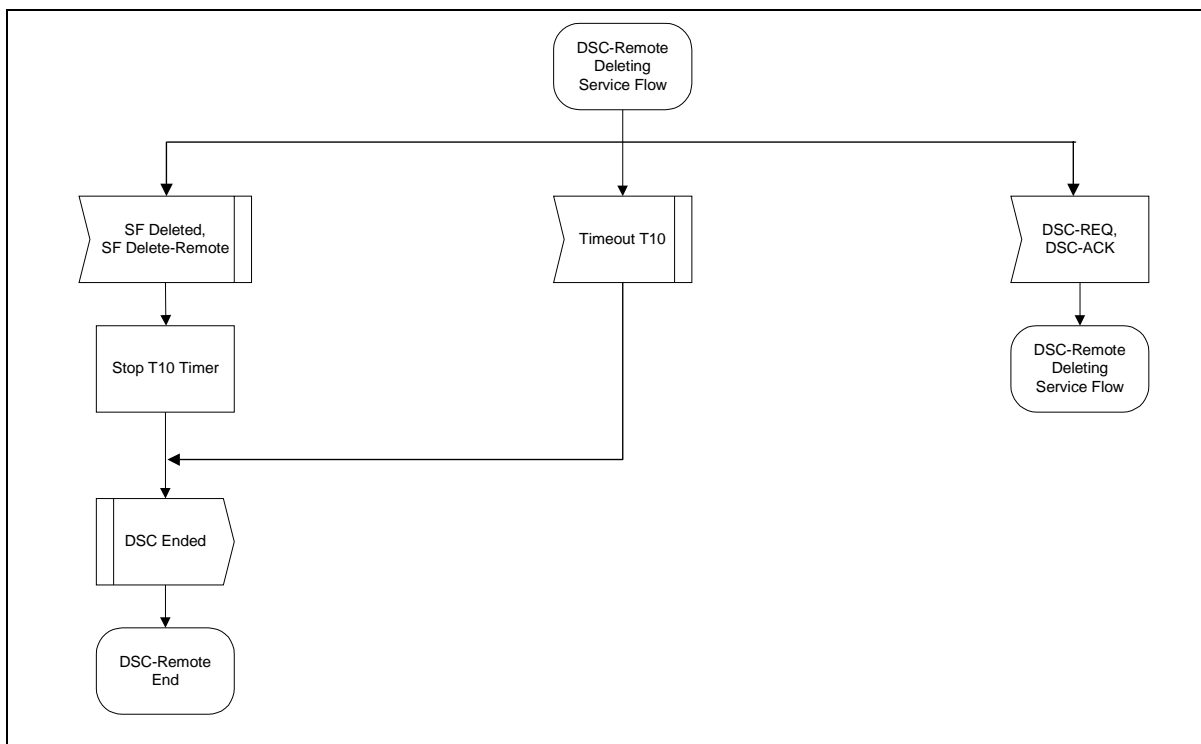 DSC-Remote
Deleting
Service Flow
SF Deleted,
SF Delete-Remote
Timeout T10
DSC-REQ,
DSC-ACK
Stop T10 Timer
DSC-Remote
Deleting
Service Flow
DSC Ended
DSC-Remote
End